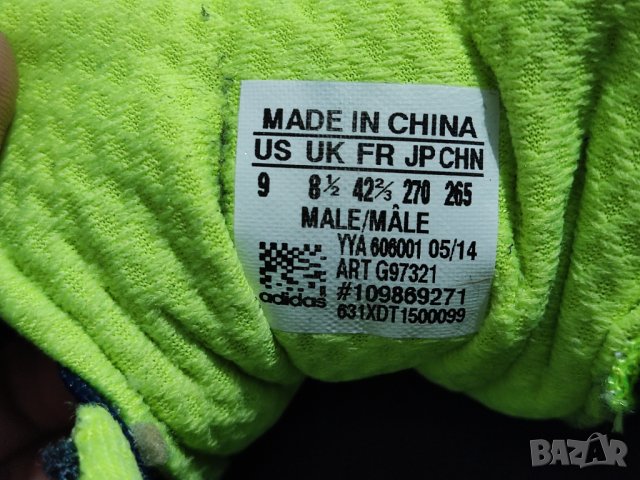 MADE IN CHINA
US UK FR JP CHN
9 8½ 42⅔ 270 265
MALE/MÂLE
YYA 606001 05/14
ART G97321
adidas #109869271
631XDT1500099
BAZAR